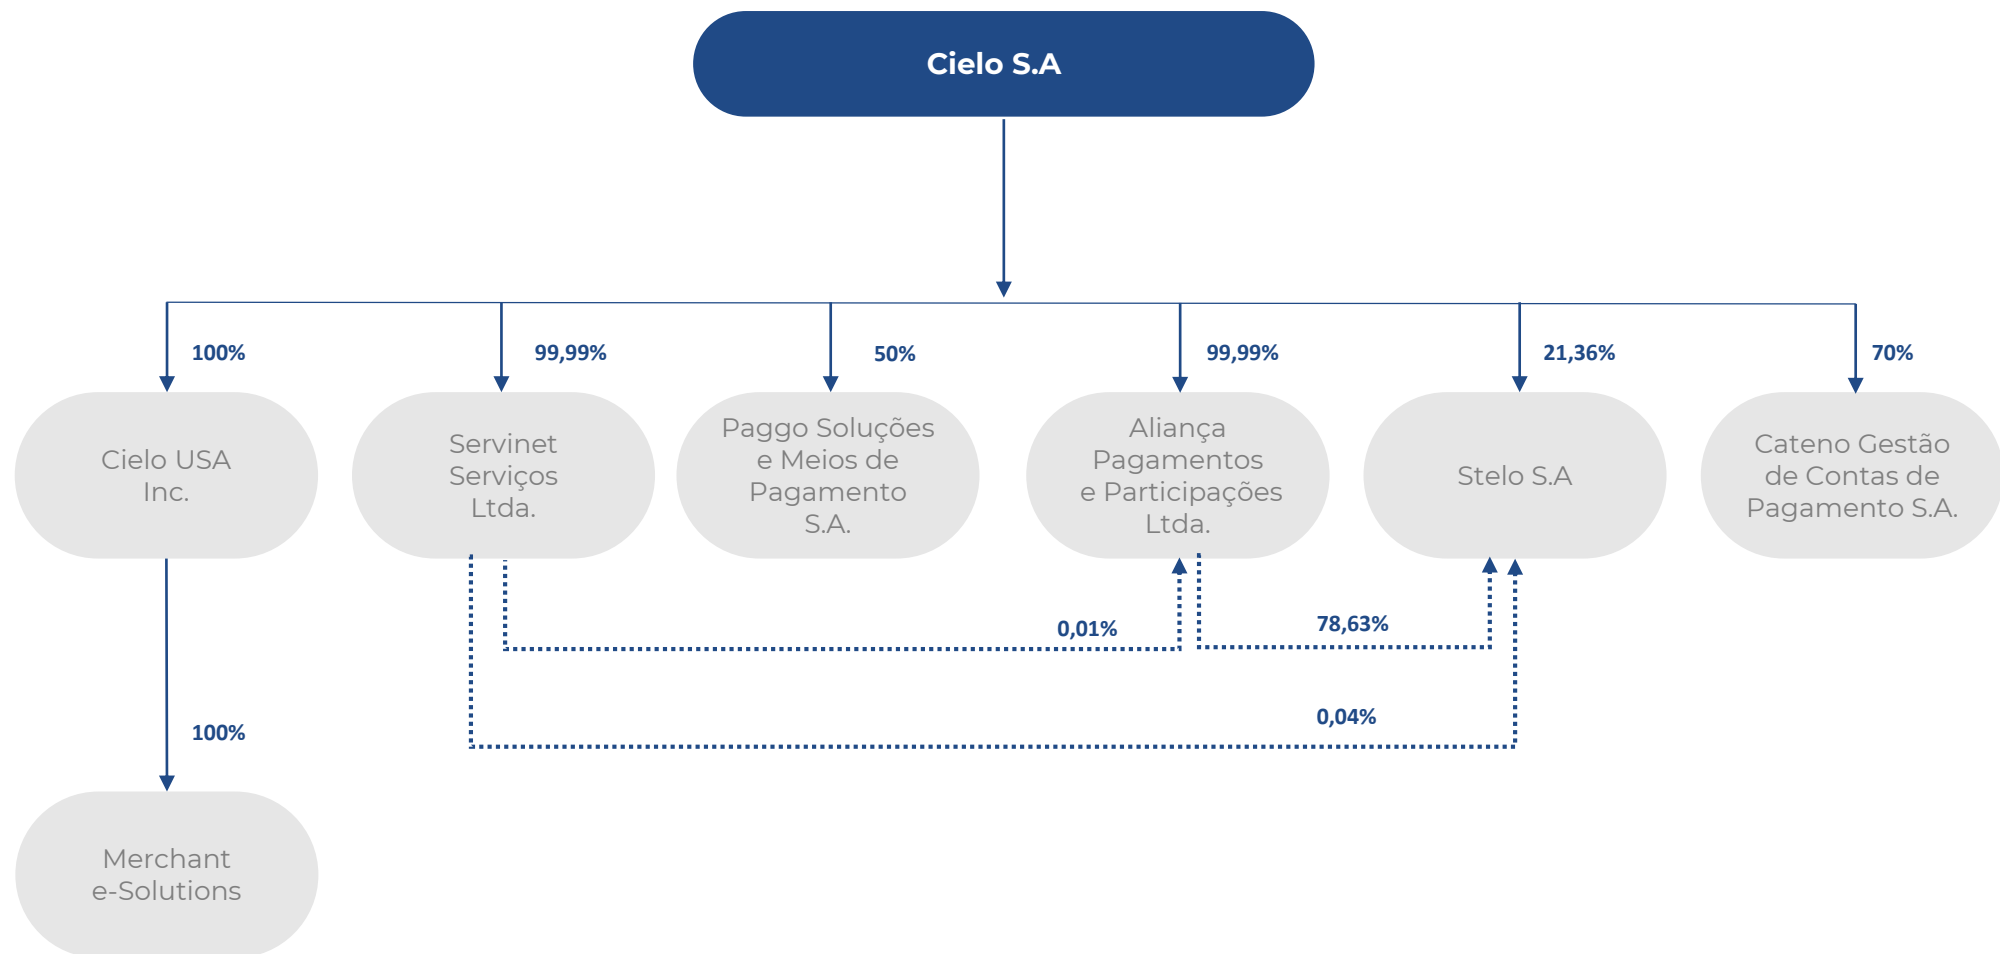 Cielo S.A
100%
99,99%
50%
99,99%
21,36%
70%
Cielo USA
Inc.
Servinet
Serviços
Ltda.
Paggo Soluções
e Meios de
Pagamento
S.A.
Aliança
Pagamentos
e Participações
Ltda.
Stelo S.A
Cateno Gestão
de Contas de
Pagamento S.A.
0,01%
78,63%
0,04%
100%
Merchant
e-Solutions